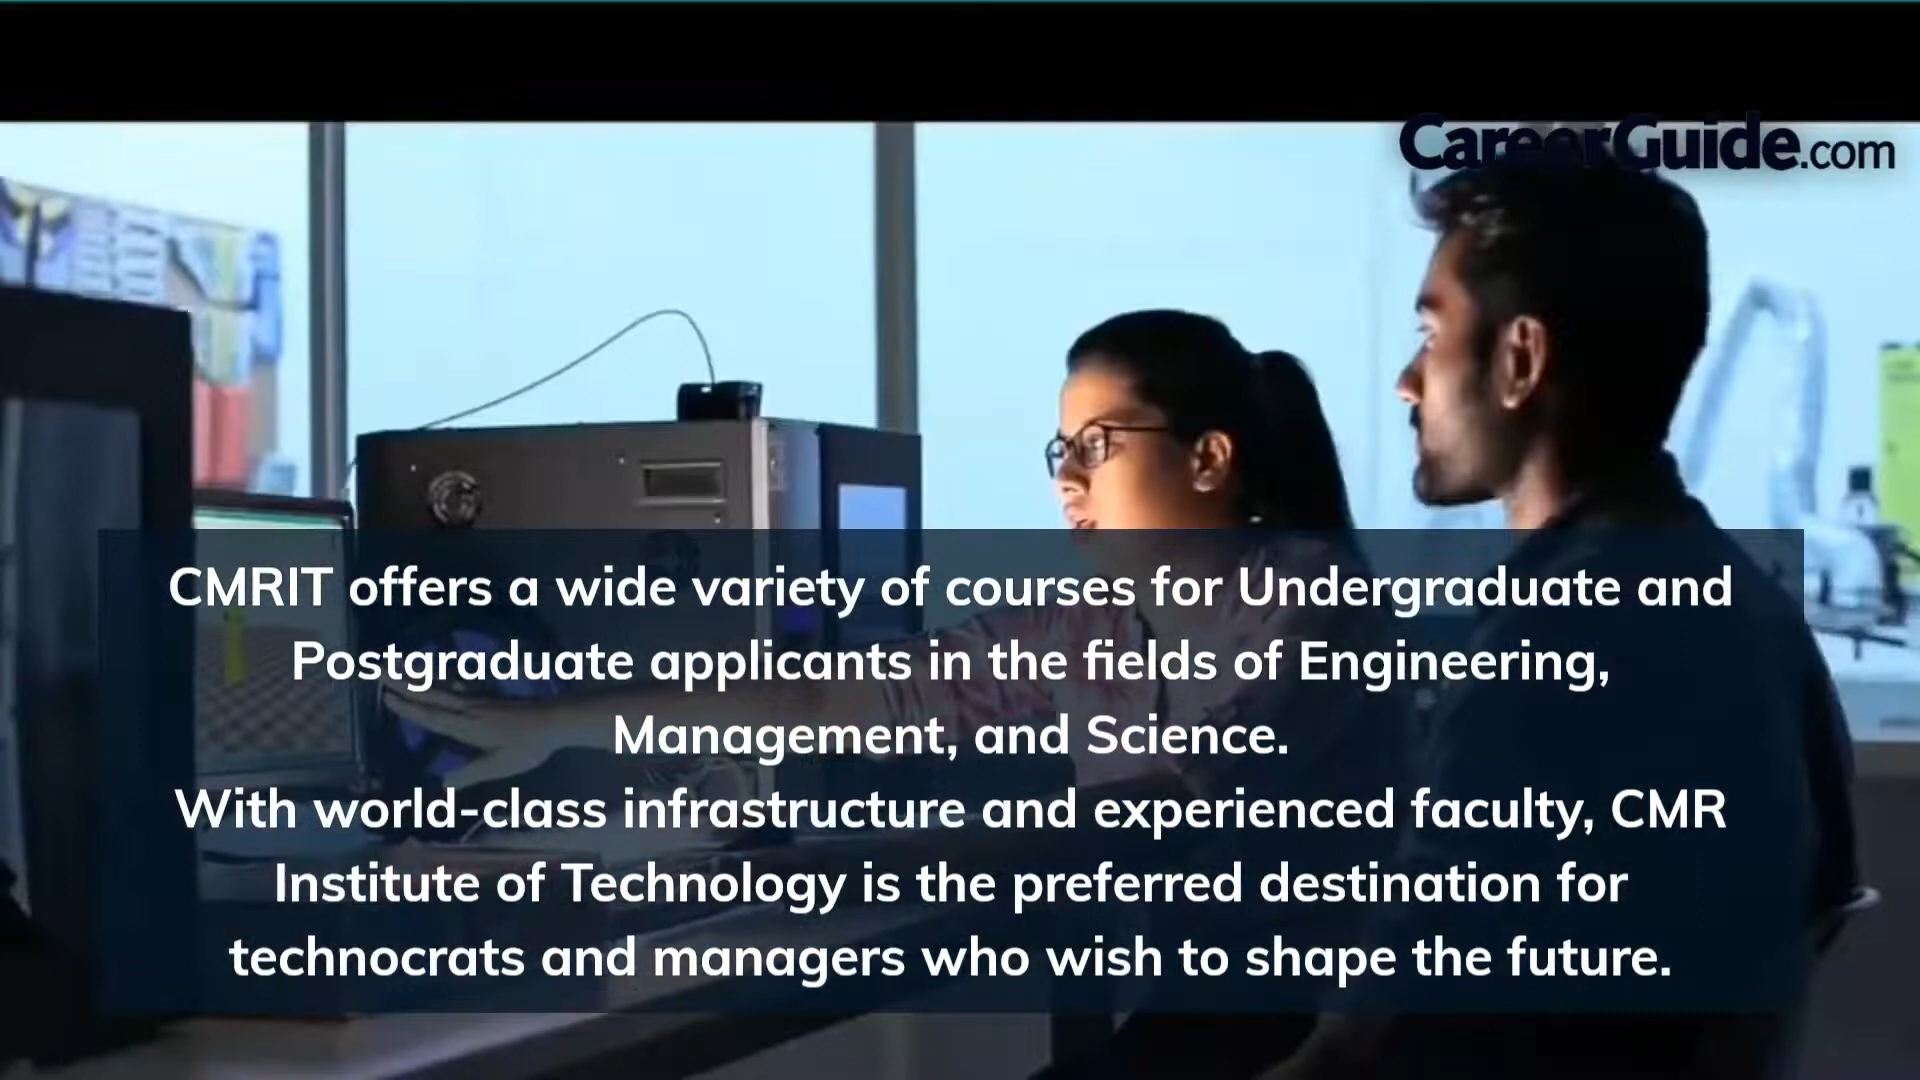 CareerGuide.com
CMRIT offers a wide variety of courses for Undergraduate and
Postgraduate applicants in the fields of Engineering,
Management, and Science.
With world-class infrastructure and experienced faculty, CMR
Institute of Technology is the preferred destination for
technocrats and managers who wish to shape the future.